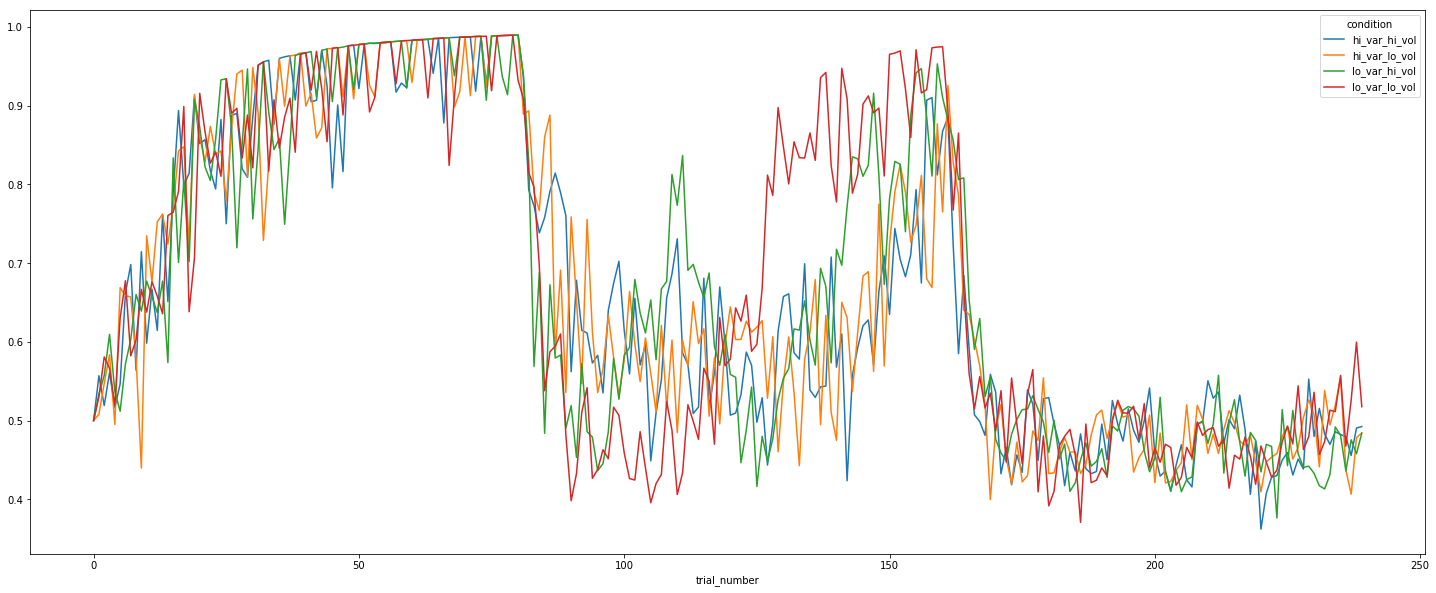 condition
hi_var_hi_vol
hi_var_lo_vol
lo_var_hi_vol
lo_var_lo_vol
1.0
0.9
0.8
0.7
0.6
0.5
0.4
0 50 100 150 200 250
trial_number